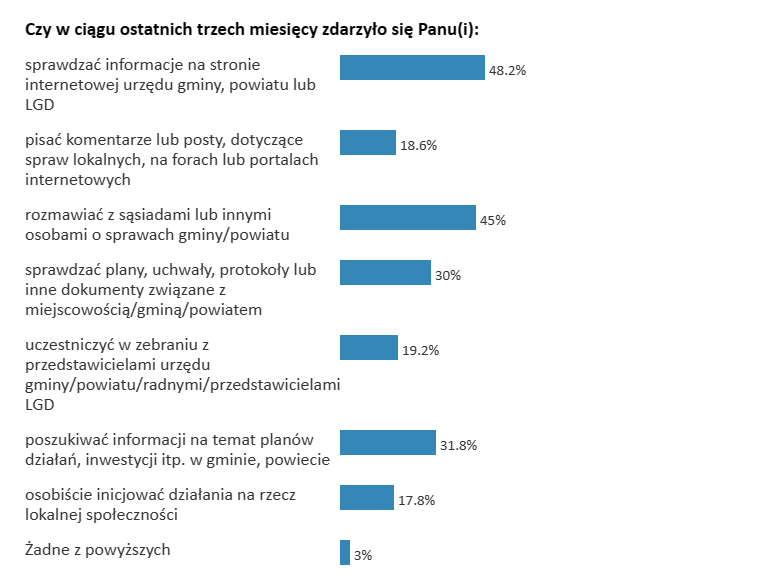 Czy w ciągu ostatnich trzech miesięcy zdarzyło się Panu(i):
sprawdzać informacje na stronie
internetowej urzędu gminy, powiatu lub
LGD
48.2%
pisać komentarze lub posty, dotyczące
spraw lokalnych, na forach lub portalach
internetowych
18.6%
rozmawiać z sąsiadami lub innymi
osobami o sprawach gminy/powiatu
45%
sprawdzać plany, uchwały, protokoły lub
inne dokumenty związane z
miejscowością/gminą/powiatem
30%
uczestniczyć w zebraniu z
przedstawicielami urzędu
gminy/powiatu/radnymi/przedstawicielami
LGD
19.2%
poszukiwać informacji na temat planów
działań, inwestycji itp. w gminie, powiecie
31.8%
osobiście inicjować działania na rzecz
lokalnej społeczności
17.8%
Żadne z powyższych
3%